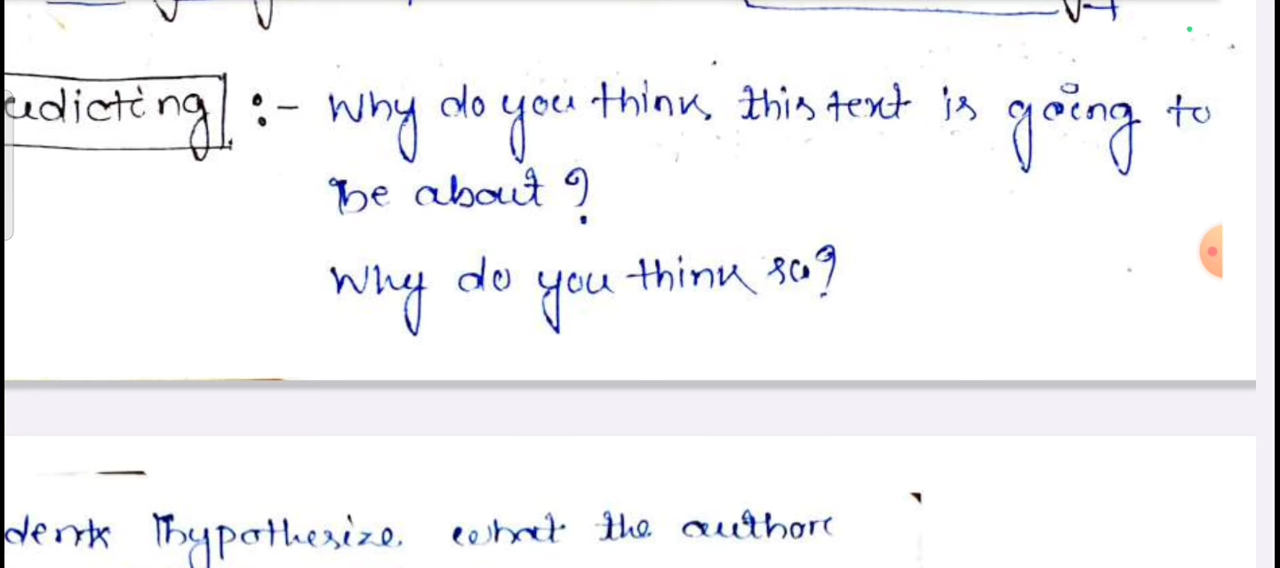 edicting :- Why do you think this text is going to
be about?
Why do you think so?
dents hypothesize what the author